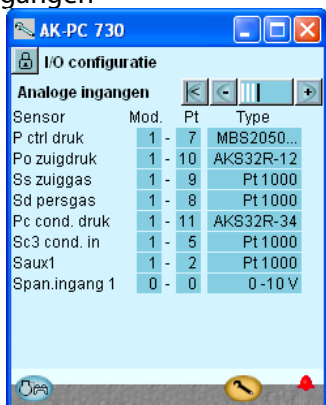 gangen
AK-PC 730
I/O configuratie
Analoge ingangen
Sensor Mod. Pt Type
P ctrl druk 1 - 7 MBS2050...
Po zuigdruk 1 - 10 AKS32R-12
Ss zuiggas 1 - 9 Pt1000
Sd persgas 1 - 8 Pt1000
Pc cond. druk 1 - 11 AKS32R-34
Sc3 cond. in 1 - 5 Pt1000
Saux1 1 - 2 Pt1000
Span.ingang 1 0 - 0 0-10 V